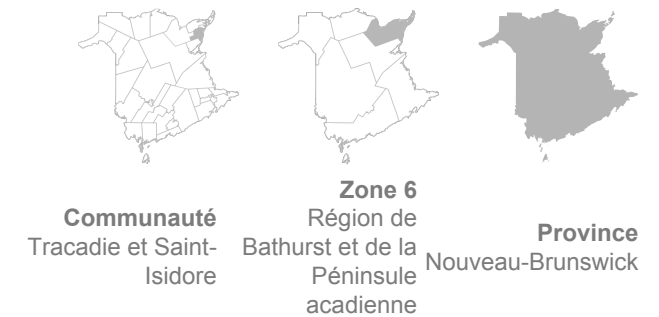 Communauté
Tracadie et Saint-
Isidore
Zone 6
Région de
Bathurst et de la
Péninsule
acadienne
Province
Nouveau-Brunswick